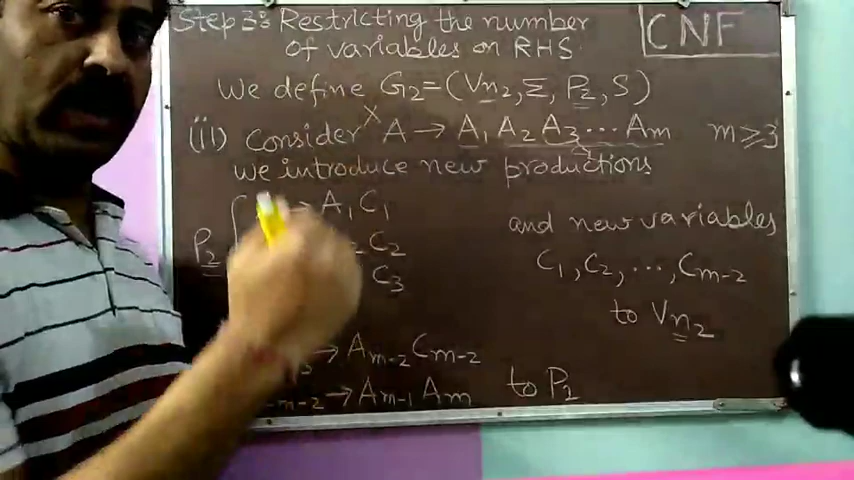 Step 3: Restricting the number
of variables on RHS
CNF
We define G2=(Vn2, Σ, P2, S)
(ii) Consider A → A1 A2 A3 ... Am m≥3
we introduce new productions
→ A1 C1
and new variables
P2
C2
C1, C2, ..., Cm-2
C3
to Vn2
→ Am-2 Cm-2
m-2 → Am-1 Am to P2